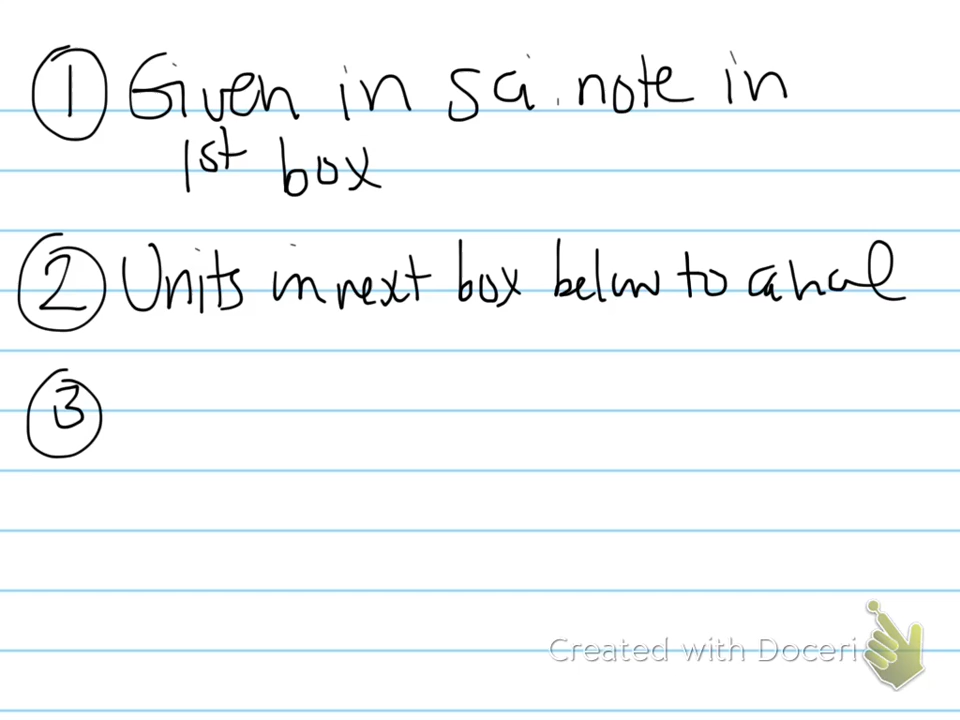 1 Given in sci. note in
1st box
2 Units in next box below to cancel
3
Created with Doceri